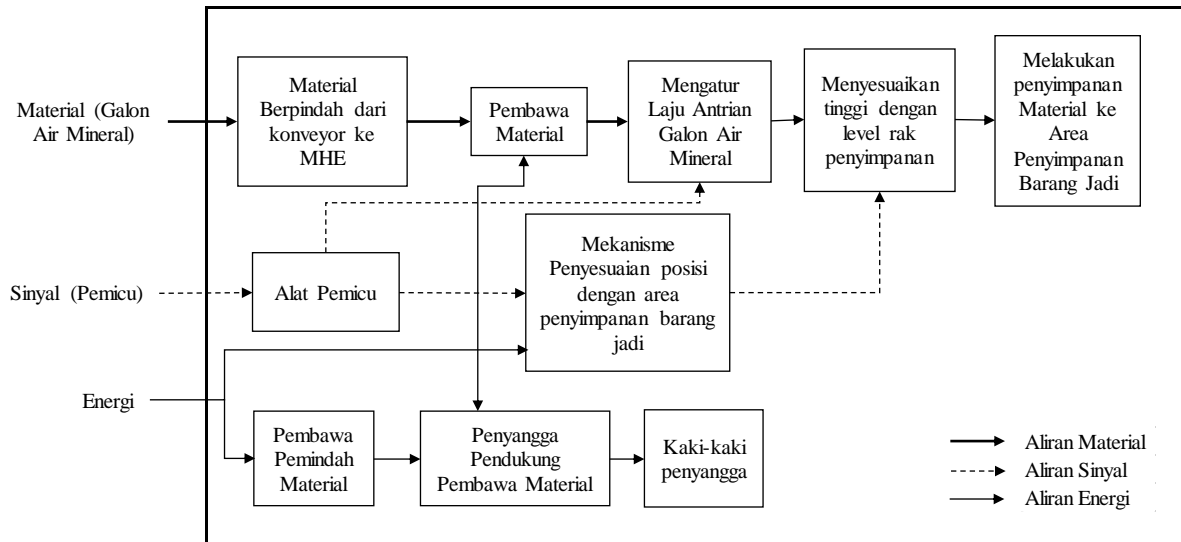 Material (Galon
Air Mineral)
Material
Berpindah dari
konveyor ke
MHE
Pembawa
Material
Mengatur
Laju Antrian
Galon Air
Mineral
Menyesuaikan
tinggi dengan
level rak
penyimpanan
Melakukan
penyimpanan
Material ke
Area
Penyimpanan
Barang Jadi
Sinyal (Pemicu)
Alat Pemicu
Mekanisme
Penyesuaian posisi
dengan area
penyimpanan barang
jadi
Energi
Pembawa
Pemindah
Material
Penyangga
Pendukung
Pembawa Material
Kaki-kaki
penyangga
Aliran Material
Aliran Sinyal
Aliran Energi